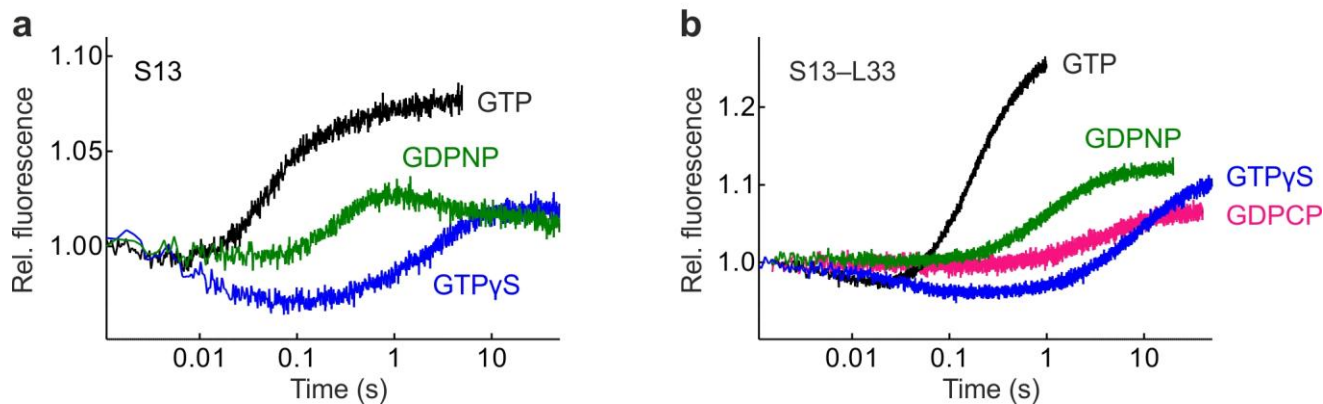 a
S13
1.10
1.05
1.00
Rel. fluorescence
GTP
GDPNP
GTPγS
0.01 0.1 1 10
Time (s)
b
S13–L33
1.2
1.1
1.0
Rel. fluorescence
GTP
GDPNP
GTPγS
GDPCP
0.01 0.1 1 10
Time (s)